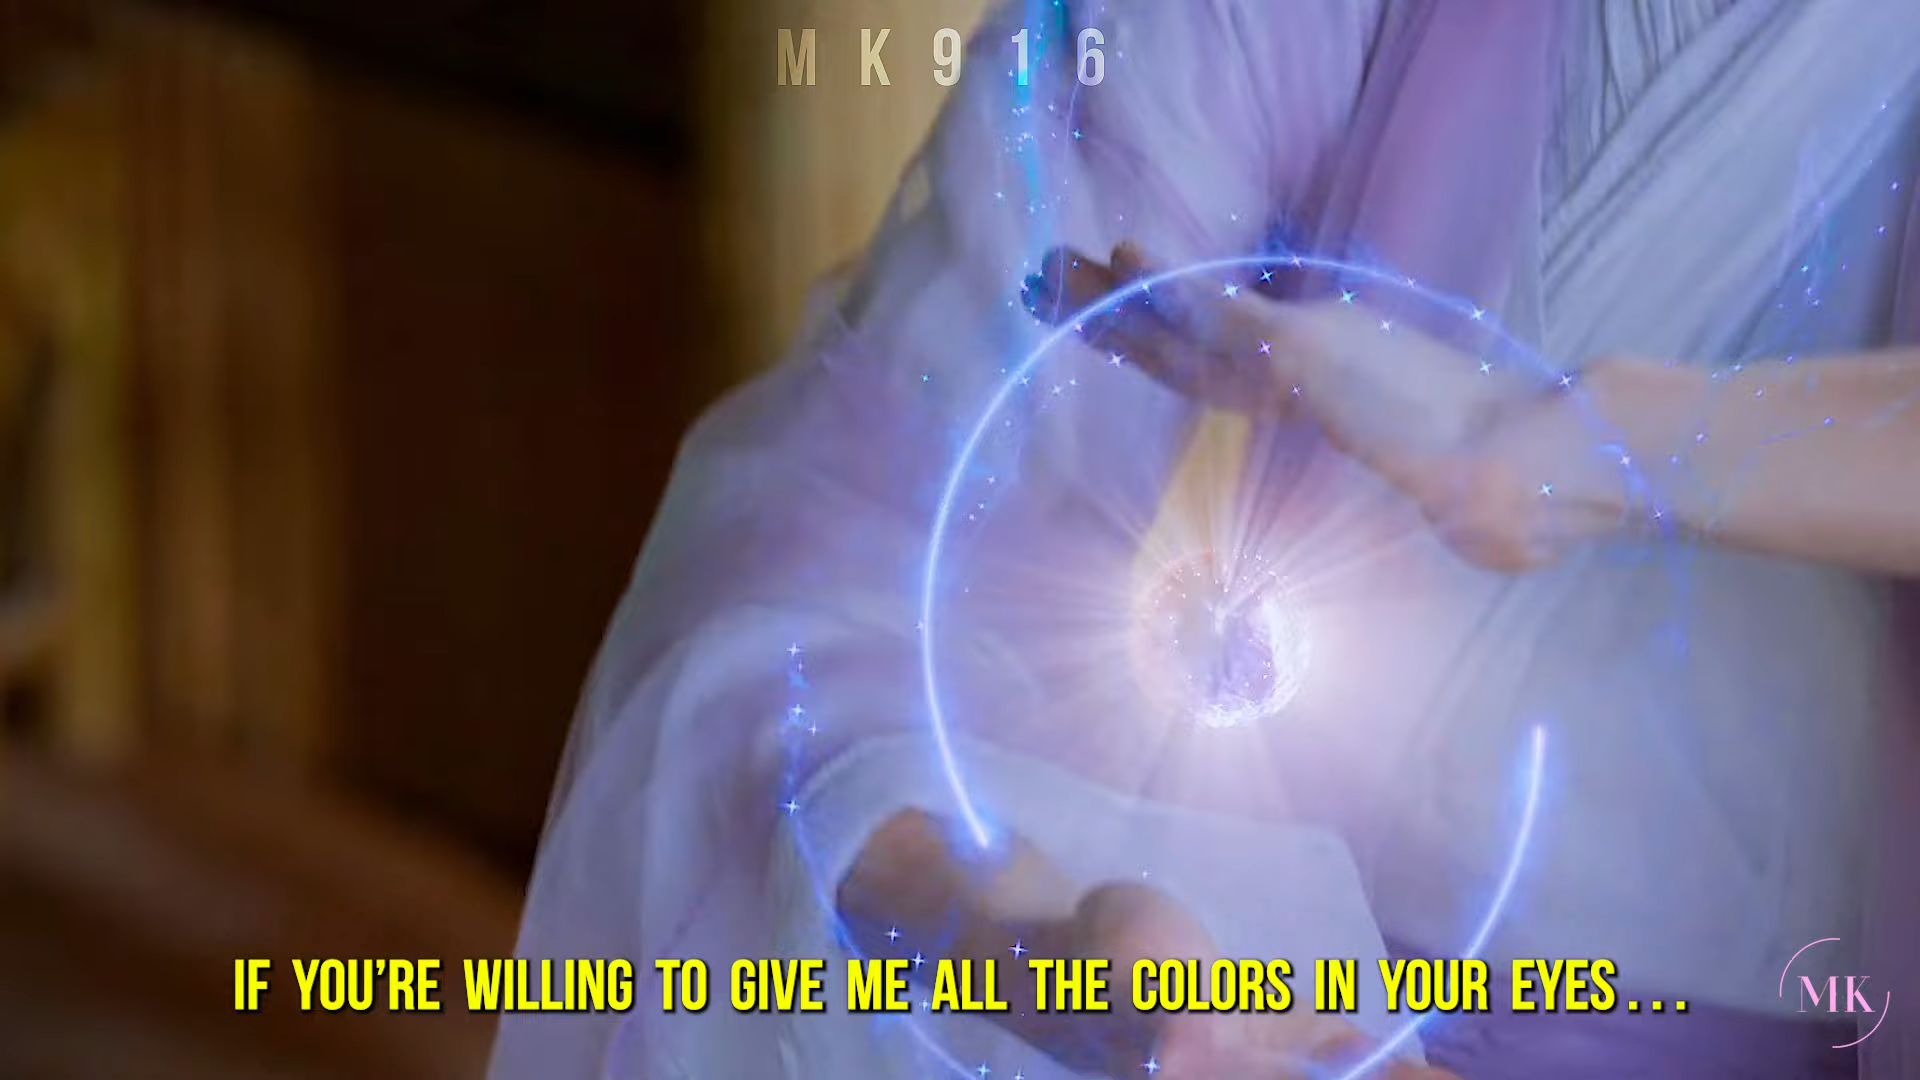 MK916
IF YOU'RE WILLING TO GIVE ME ALL THE COLORS IN YOUR EYES...
MK